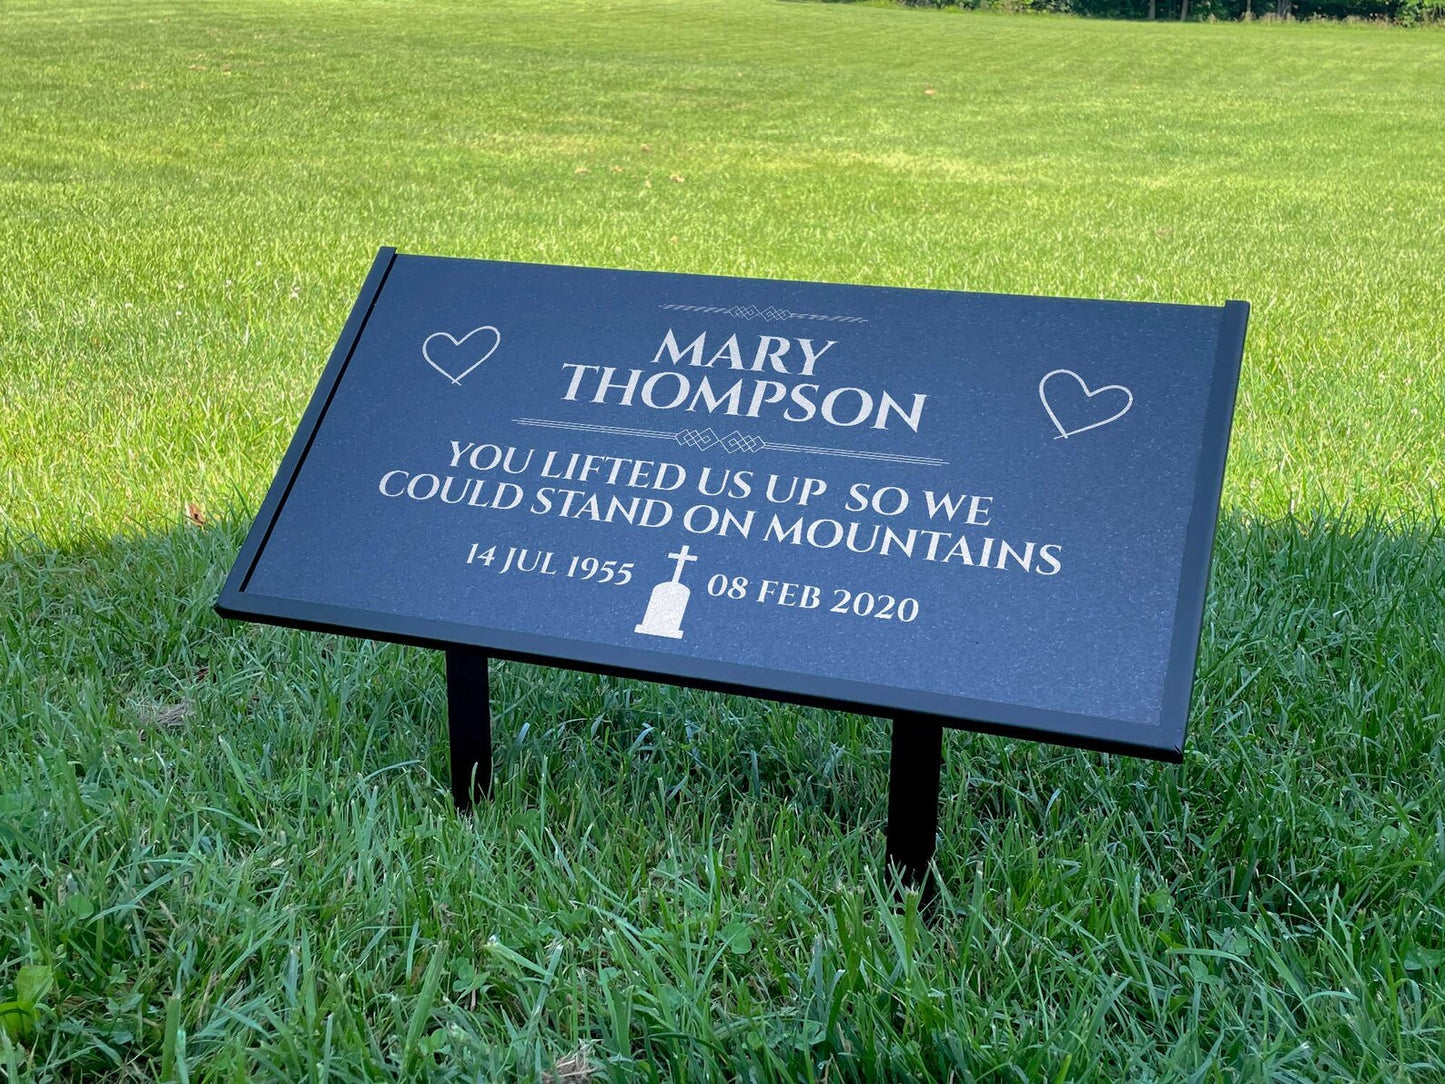 MARY
THOMPSON
YOU LIFTED US UP SO WE
COULD STAND ON MOUNTAINS
14 JUL 1955 08 FEB 2020